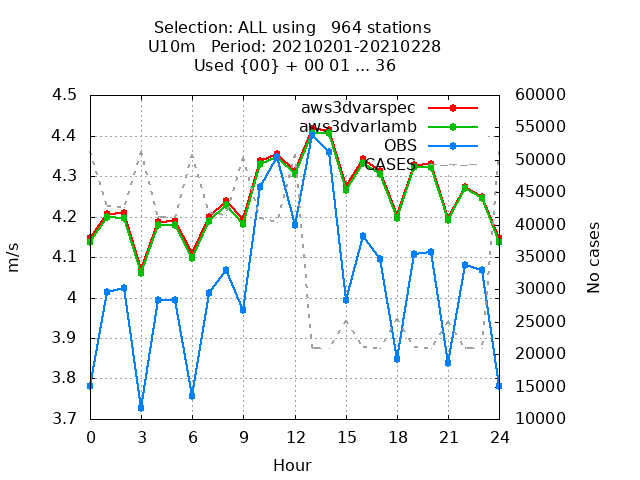 Selection: ALL using   964 stations
U10m   Period: 20210201-20210228
Used {00} + 00 01 ... 36
aws3dvarspec
aws3dvarlamb
OBS
CASES
4.5
4.4
4.3
4.2
4.1
4
3.9
3.8
3.7
60000
55000
50000
45000
40000
35000
30000
25000
20000
15000
10000
m/s
No cases
0 3 6 9 12 15 18 21 24
Hour